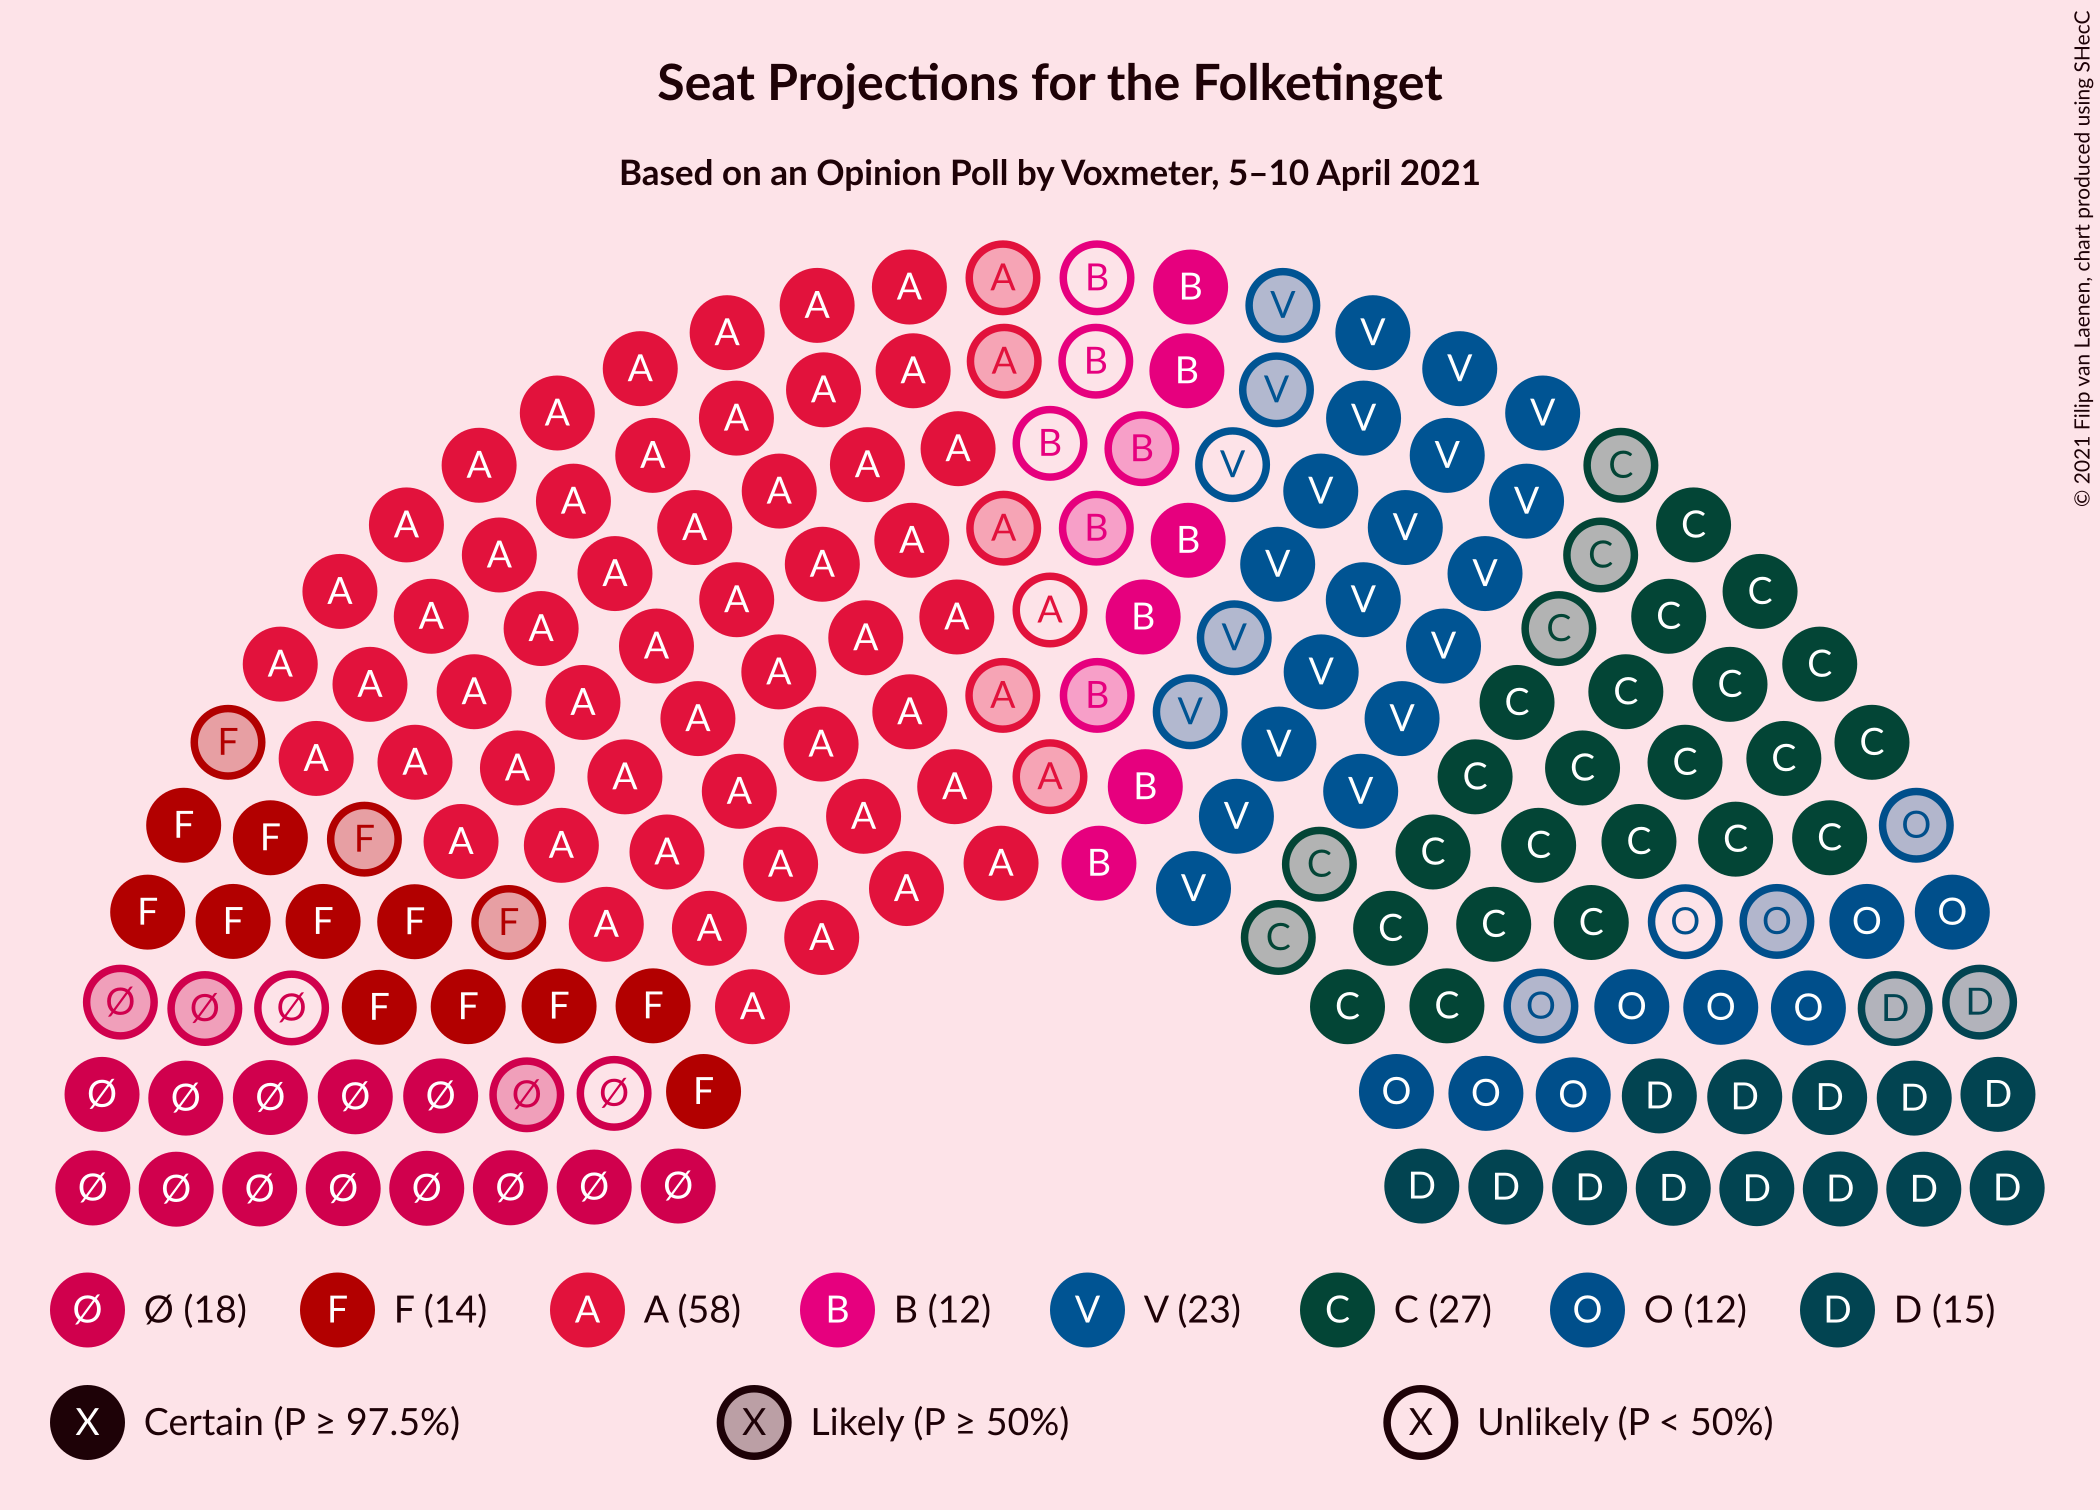 Seat Projections for the Folketinget
Based on an Opinion Poll by Voxmeter, 5–10 April 2021
© 2021 Filip van Laenen, chart produced using SHecC
A A B B
A V
A V
A A A B B V V
A A V V
A A B B V V C
A A V V
A A A A B B V C C
A A V V C
A A A A A B V V C C
A A A A V V C C
A A A A A B V V C C C
F A A A V V C C
A A A A A A B V V C C C C
F F F A A A A A A B V C C C C C O
F F F F F A A A A V C C C C O O O O
Ø Ø Ø F F F F A C C O O O O D D
Ø Ø Ø Ø Ø Ø Ø F O O O D D D D D
Ø Ø Ø Ø Ø Ø Ø Ø D D D D D D D D
Ø Ø (18) F F (14) A A (58) B B (12) V V (23) C C (27) O O (12) D D (15)
X Certain (P ≥ 97.5%) X Likely (P ≥ 50%) X Unlikely (P < 50%)